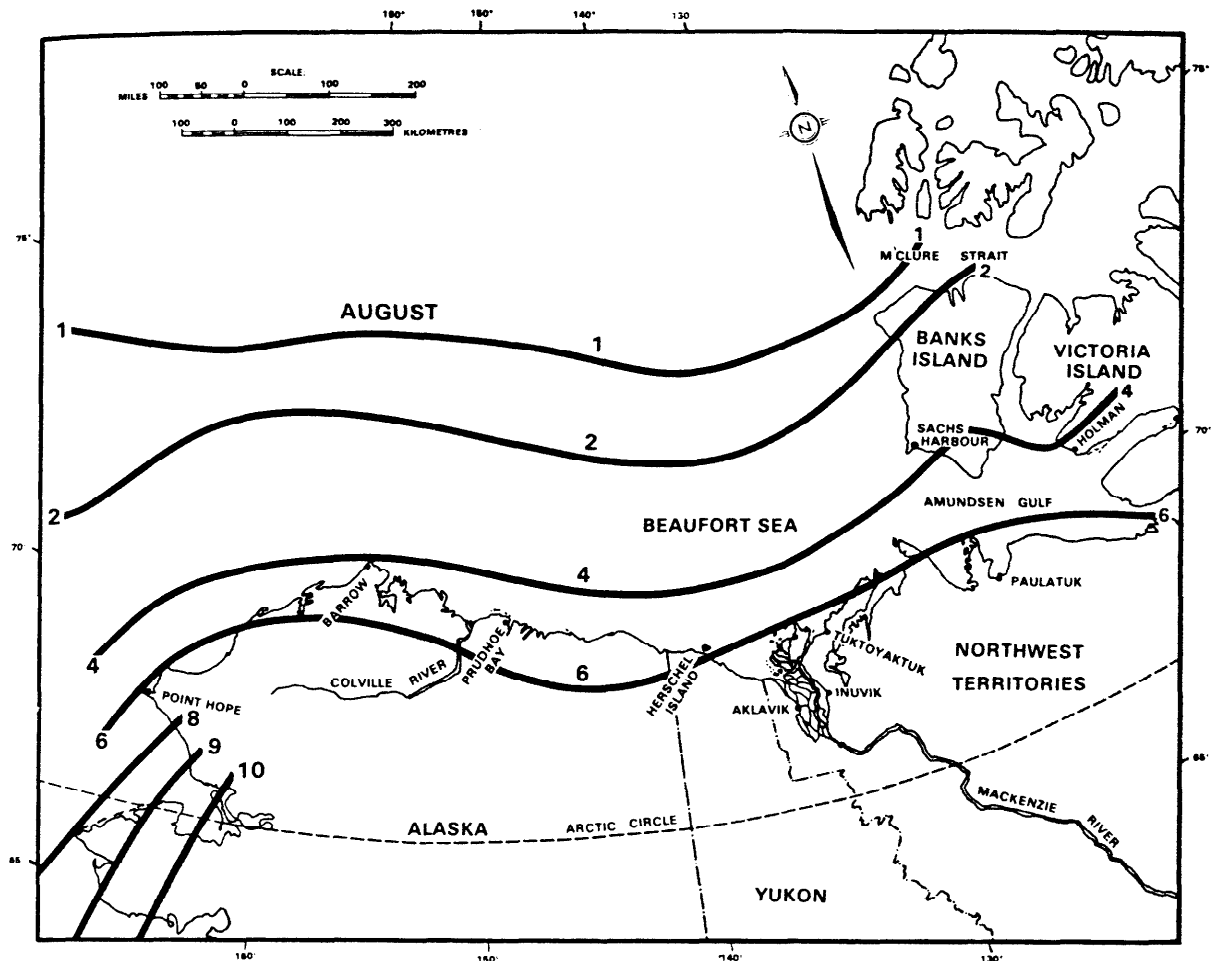 160° 150° 140° 130
SCALE.
100 50 0 100 200
MILES
100 0 100 200 300
KILOMETRES
N
75°
75°
1
M'CLURE STRAIT
2
AUGUST
1
1
BANKS
ISLAND
VICTORIA
ISLAND
4
HOLMAN
SACHS
HARBOUR
70°
2
2
AMUNDSEN GULF
6
BEAUFORT SEA
70°
4
BARROW
PAULATUK
TUKTOYAKTUK
NORTHWEST
TERRITORIES
4
PRUDHOE
BAY
6
HERSCHEL
ISLAND
COLVILLE RIVER
INUVIK
AKLAVIK
POINT HOPE
6
8
9
10
65°
MACKENZIE
RIVER
ALASKA
ARCTIC CIRCLE
65
YUKON
160° 150° 140° 130°